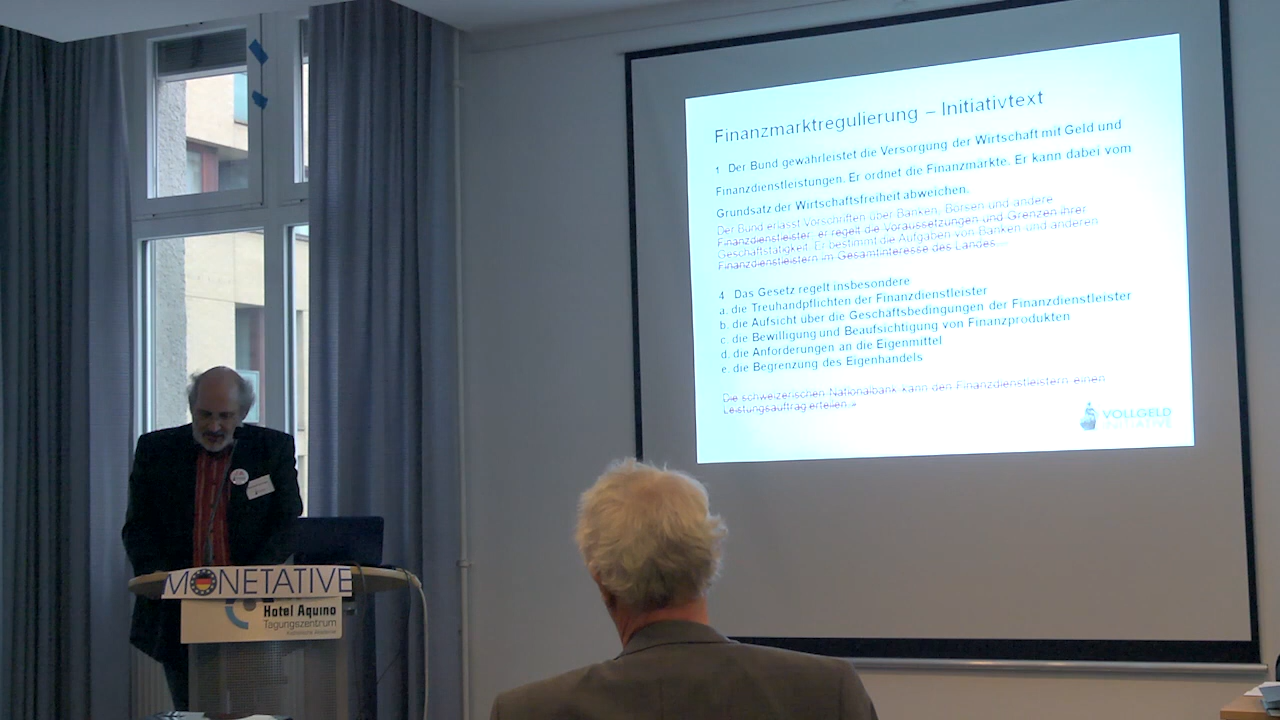 Finanzmarktregulierung – Initiativtext
1 Der Bund gewährleistet die Versorgung der Wirtschaft mit Geld und
Finanzdienstleistungen. Er ordnet die Finanzmärkte. Er kann dabei vom
Grundsatz der Wirtschaftsfreiheit abweichen.
Der Bund erlässt Vorschriften über Banken, Börsen und andere
Finanzdienstleister; er regelt die Voraussetzungen und Grenzen ihrer
Geschäftstätigkeit. Er bestimmt die Aufgaben von Banken und anderen
Finanzdienstleistern im Gesamtinteresse des Landes...
4 Das Gesetz regelt insbesondere
a. die Treuhandpflichten der Finanzdienstleister
b. die Aufsicht über die Geschäftsbedingungen der Finanzdienstleister
c. die Bewilligung und Beaufsichtigung von Finanzprodukten
d. die Anforderungen an die Eigenmittel
e. die Begrenzung des Eigenhandels
Die schweizerischen Nationalbank kann den Finanzdienstleistern einen
Leistungsauftrag erteilen.»
VOLLGELD
INITIATIVE
MONETATIVE
Hotel Aquino
Tagungszentrum
Katholische Akademie